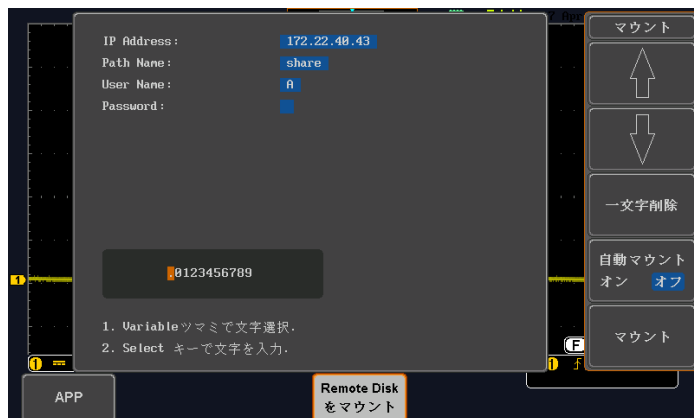 マウント
IP Address: 172.22.40.43
Path Name: share
User Name: A
Password:
一文字削除
自動マウント
オン オフ
.0123456789
1. Variableツマミで文字選択.
2. Select キーで文字を入力.
マウント
F
1
1
1
APP
Remote Disk
をマウント